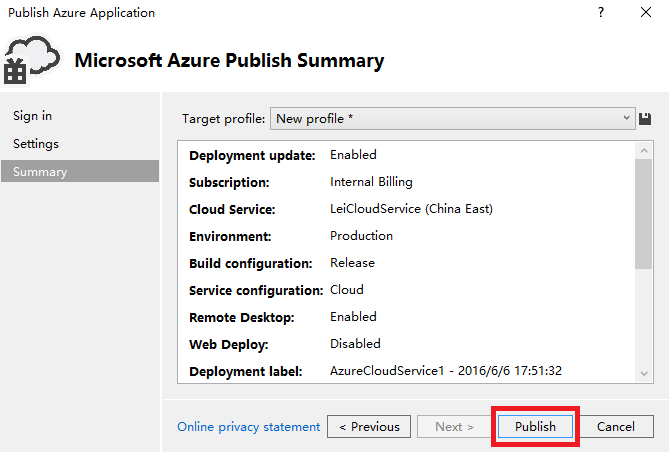 Publish Azure Application
?
Microsoft Azure Publish Summary
Sign in
Settings
Summary
Target profile: New profile *
Deployment update: Enabled
Subscription: Internal Billing
Cloud Service: LeiCloudService (China East)
Environment: Production
Build configuration: Release
Service configuration: Cloud
Remote Desktop: Enabled
Web Deploy: Disabled
Deployment label: AzureCloudService1 - 2016/6/6 17:51:32
Online privacy statement < Previous Next > Publish Cancel